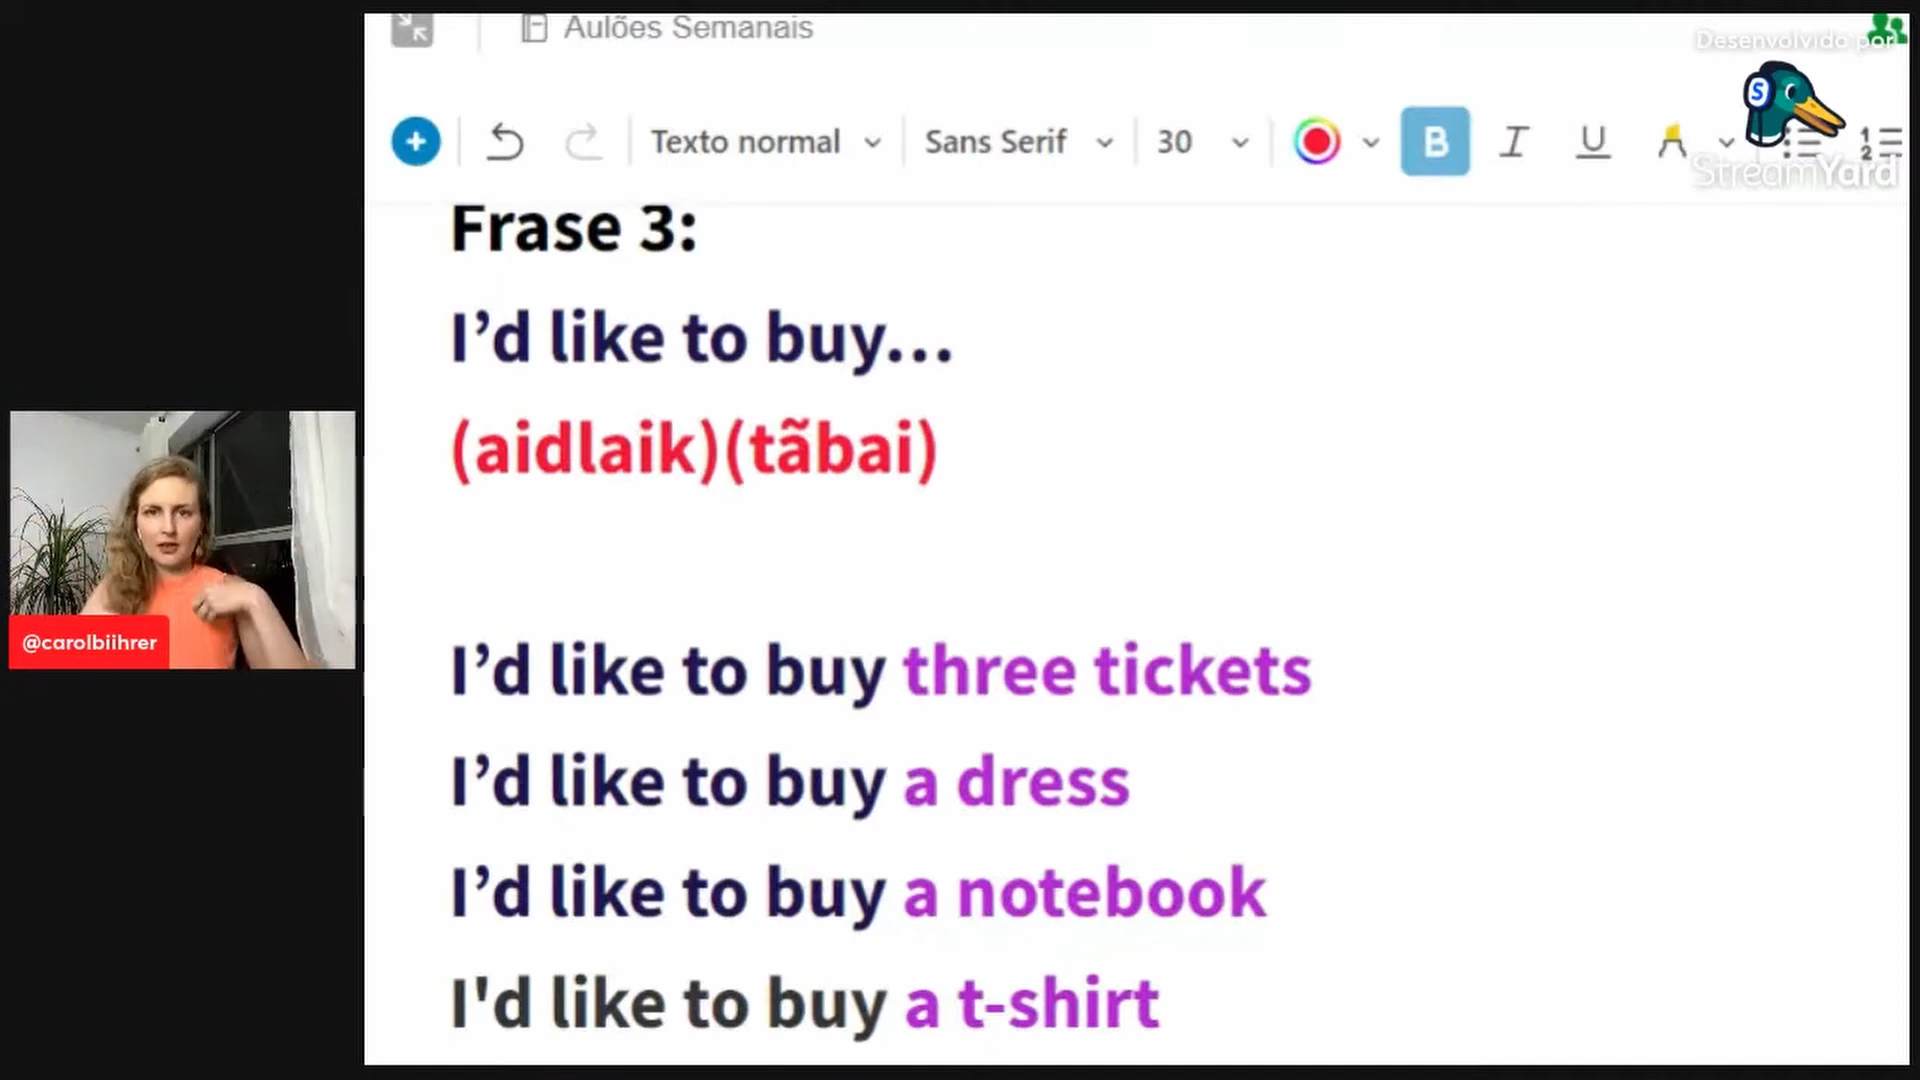 Aulões Semanais
Desenvolvido por
StreamYard
Texto normal
Sans Serif
30
B
I
U
Frase 3:
I’d like to buy...
(aidlaik)(tãbai)
I’d like to buy three tickets
I’d like to buy a dress
I’d like to buy a notebook
I'd like to buy a t-shirt
@carolbiihrer